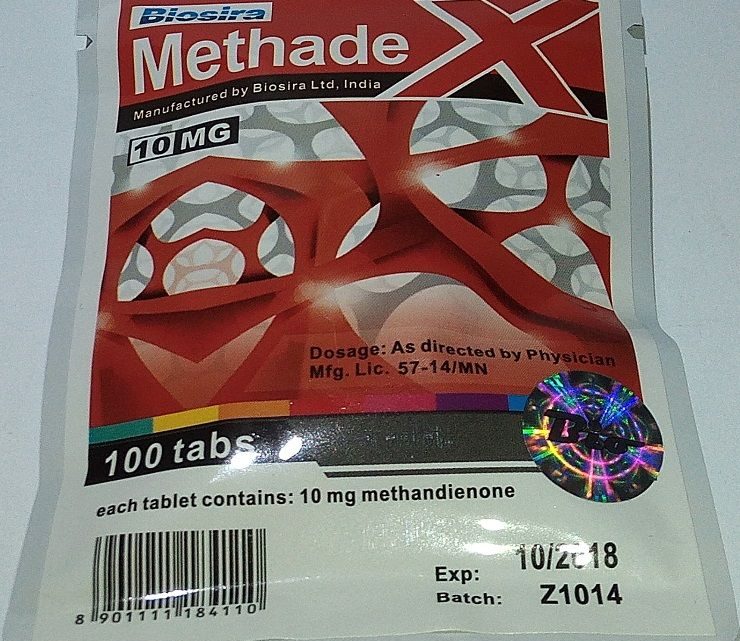 Biosira
Methade X
Manufactured by Biosira Ltd, India
10 MG
Dosage: As directed by Physician
Mfg. Lic. 57-14/MN
Bio
100 tabs
each tablet contains: 10 mg methandienone
8 901111 184110
Exp: 10/2018
Batch: Z1014